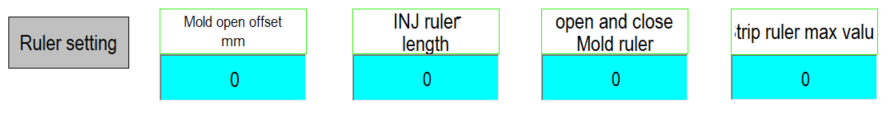 Ruler setting
Mold open offset
mm
0
INJ ruler
length
0
open and close
Mold ruler
0
trip ruler max valu
0